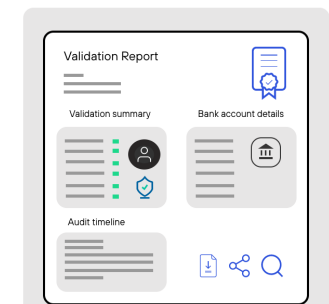 Validation Report
Validation summary
Bank account details
Audit timeline